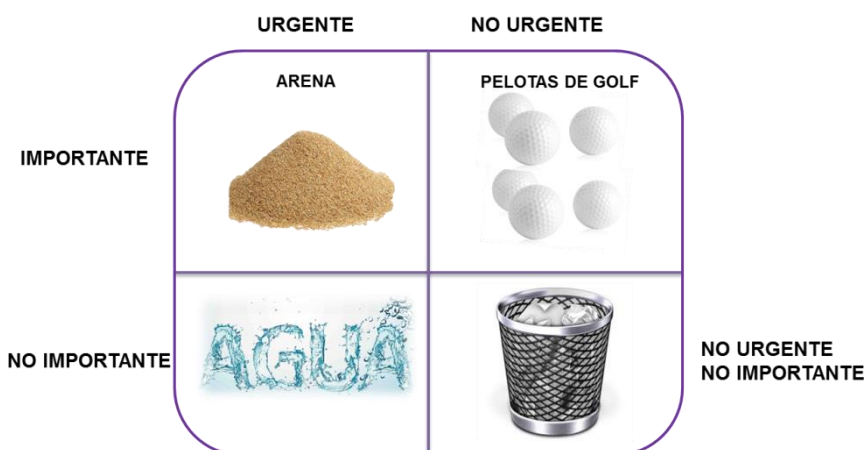 URGENTE
NO URGENTE
ARENA
PELOTAS DE GOLF
IMPORTANTE
NO IMPORTANTE
AGUA
NO URGENTE
NO IMPORTANTE